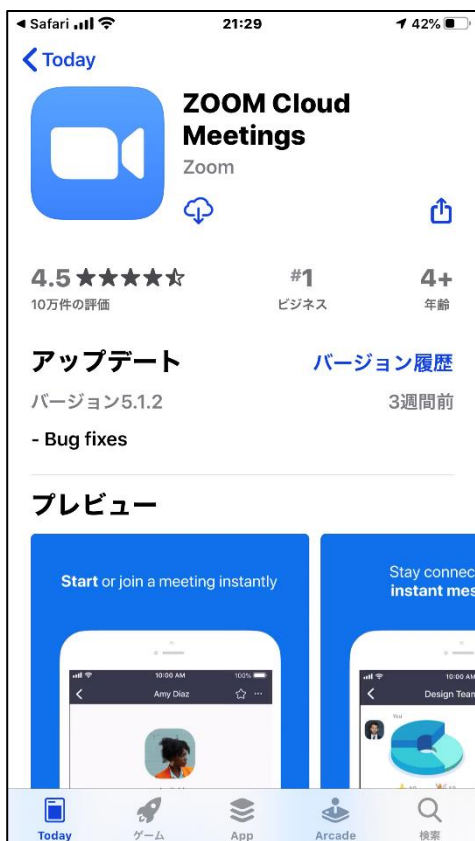 Safari 21:29 42%
Today
ZOOM Cloud
Meetings
Zoom
4.5 #1 4+
10万件の評価 ビジネス 年齢
アップデート バージョン履歴
バージョン5.1.2 3週間前
- Bug fixes
プレビュー
Start or join a meeting instantly
Stay connec
instant mes
10:00 AM 100%
Amy Diaz
10:00 AM
Design Team
You
Today ゲーム App Arcade 検索